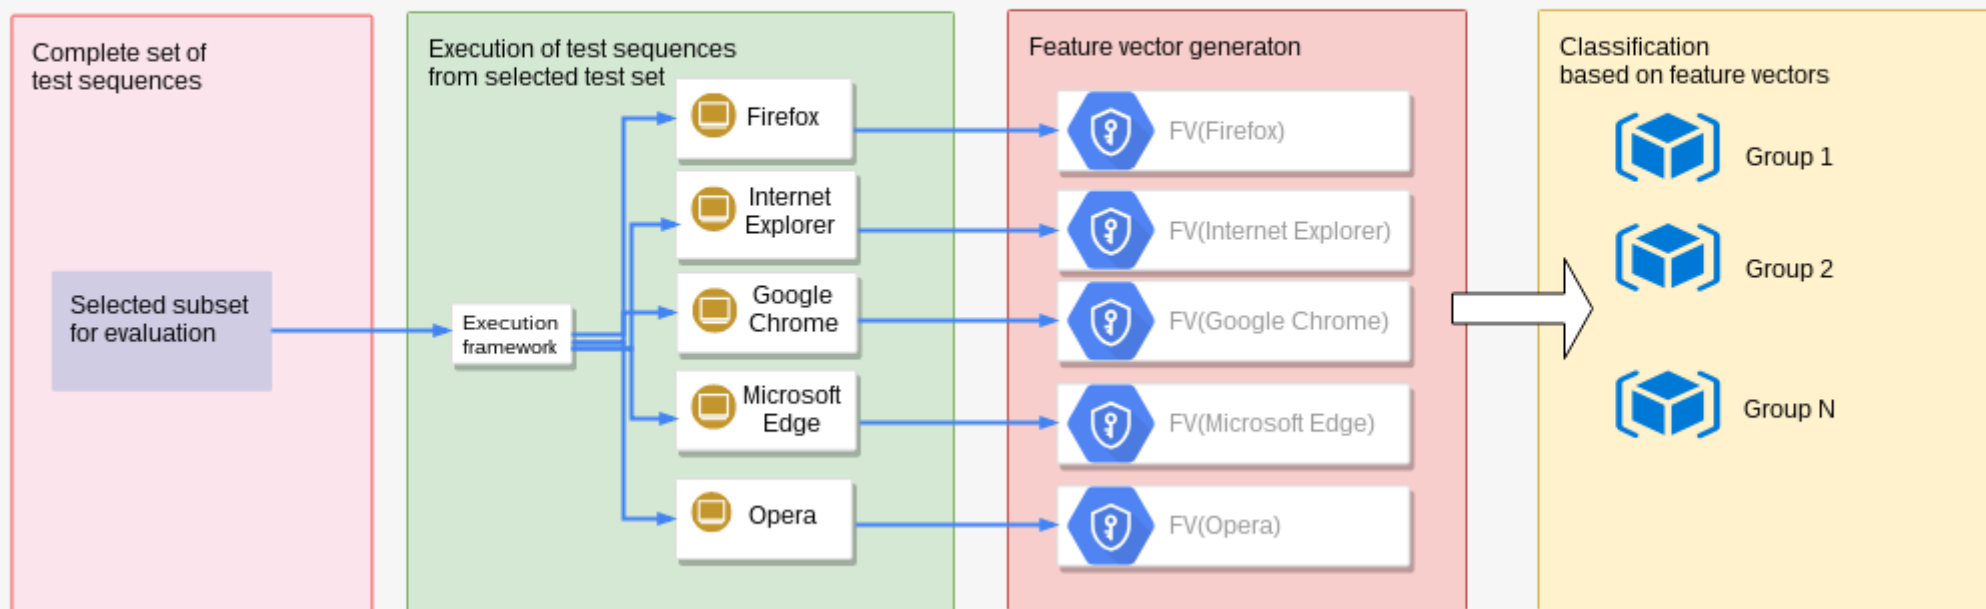 Complete set of
test sequences
Selected subset
for evaluation
Execution of test sequences
from selected test set
Execution
framework
Firefox
Internet
Explorer
Google
Chrome
Microsoft
Edge
Opera
Feature vector generaton
FV(Firefox)
FV(Internet Explorer)
FV(Google Chrome)
FV(Microsoft Edge)
FV(Opera)
Classification
based on feature vectors
Group 1
Group 2
Group N